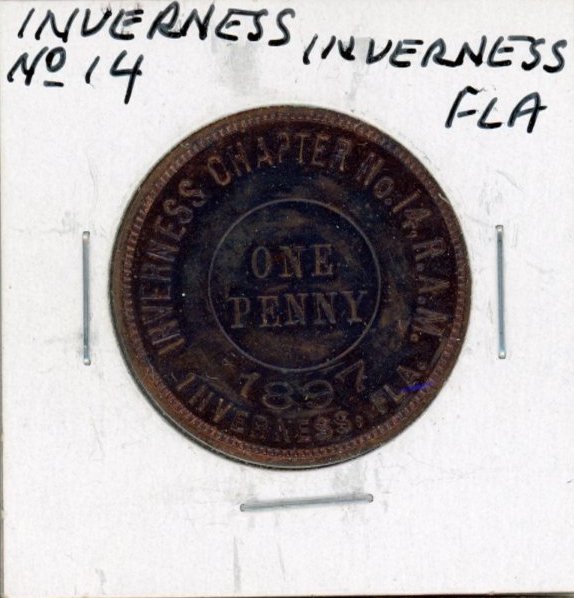 INVERNESS
Nº 14
INVERNESS
FLA
INVERNESS CHAPTER No. 14, R.A.M.
ONE
PENNY
1897
INVERNESS, FLA.